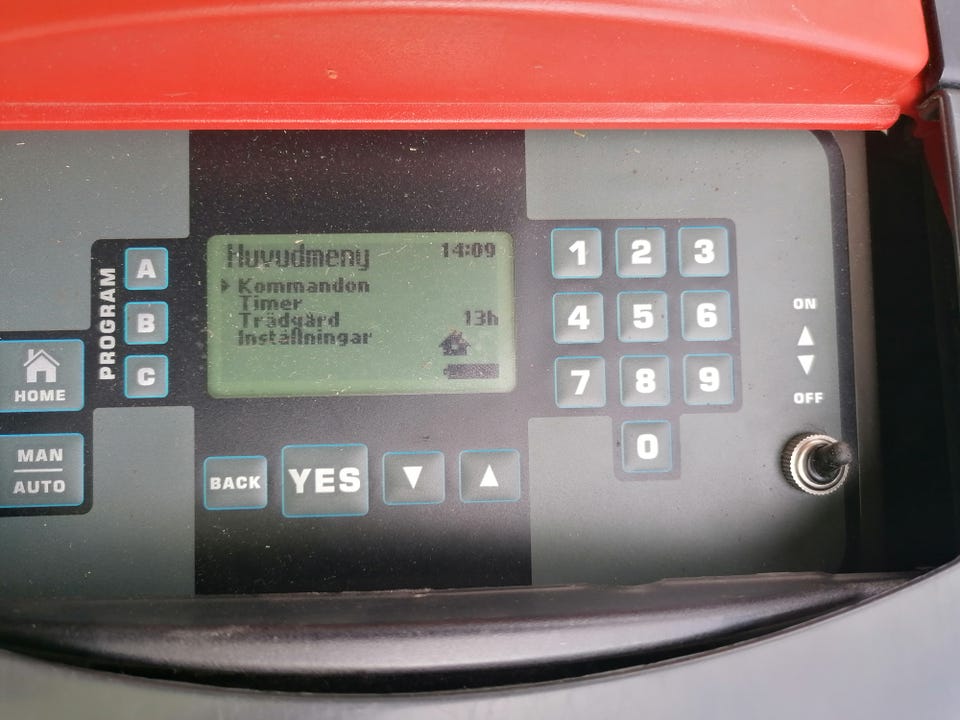 Huvudmeny 14:09
Kommandon
Timer
Trädgård 13h
Inställningar
PROGRAM
A
B
C
HOME
MAN
AUTO
BACK YES
1 2 3
4 5 6
7 8 9
0
ON
OFF